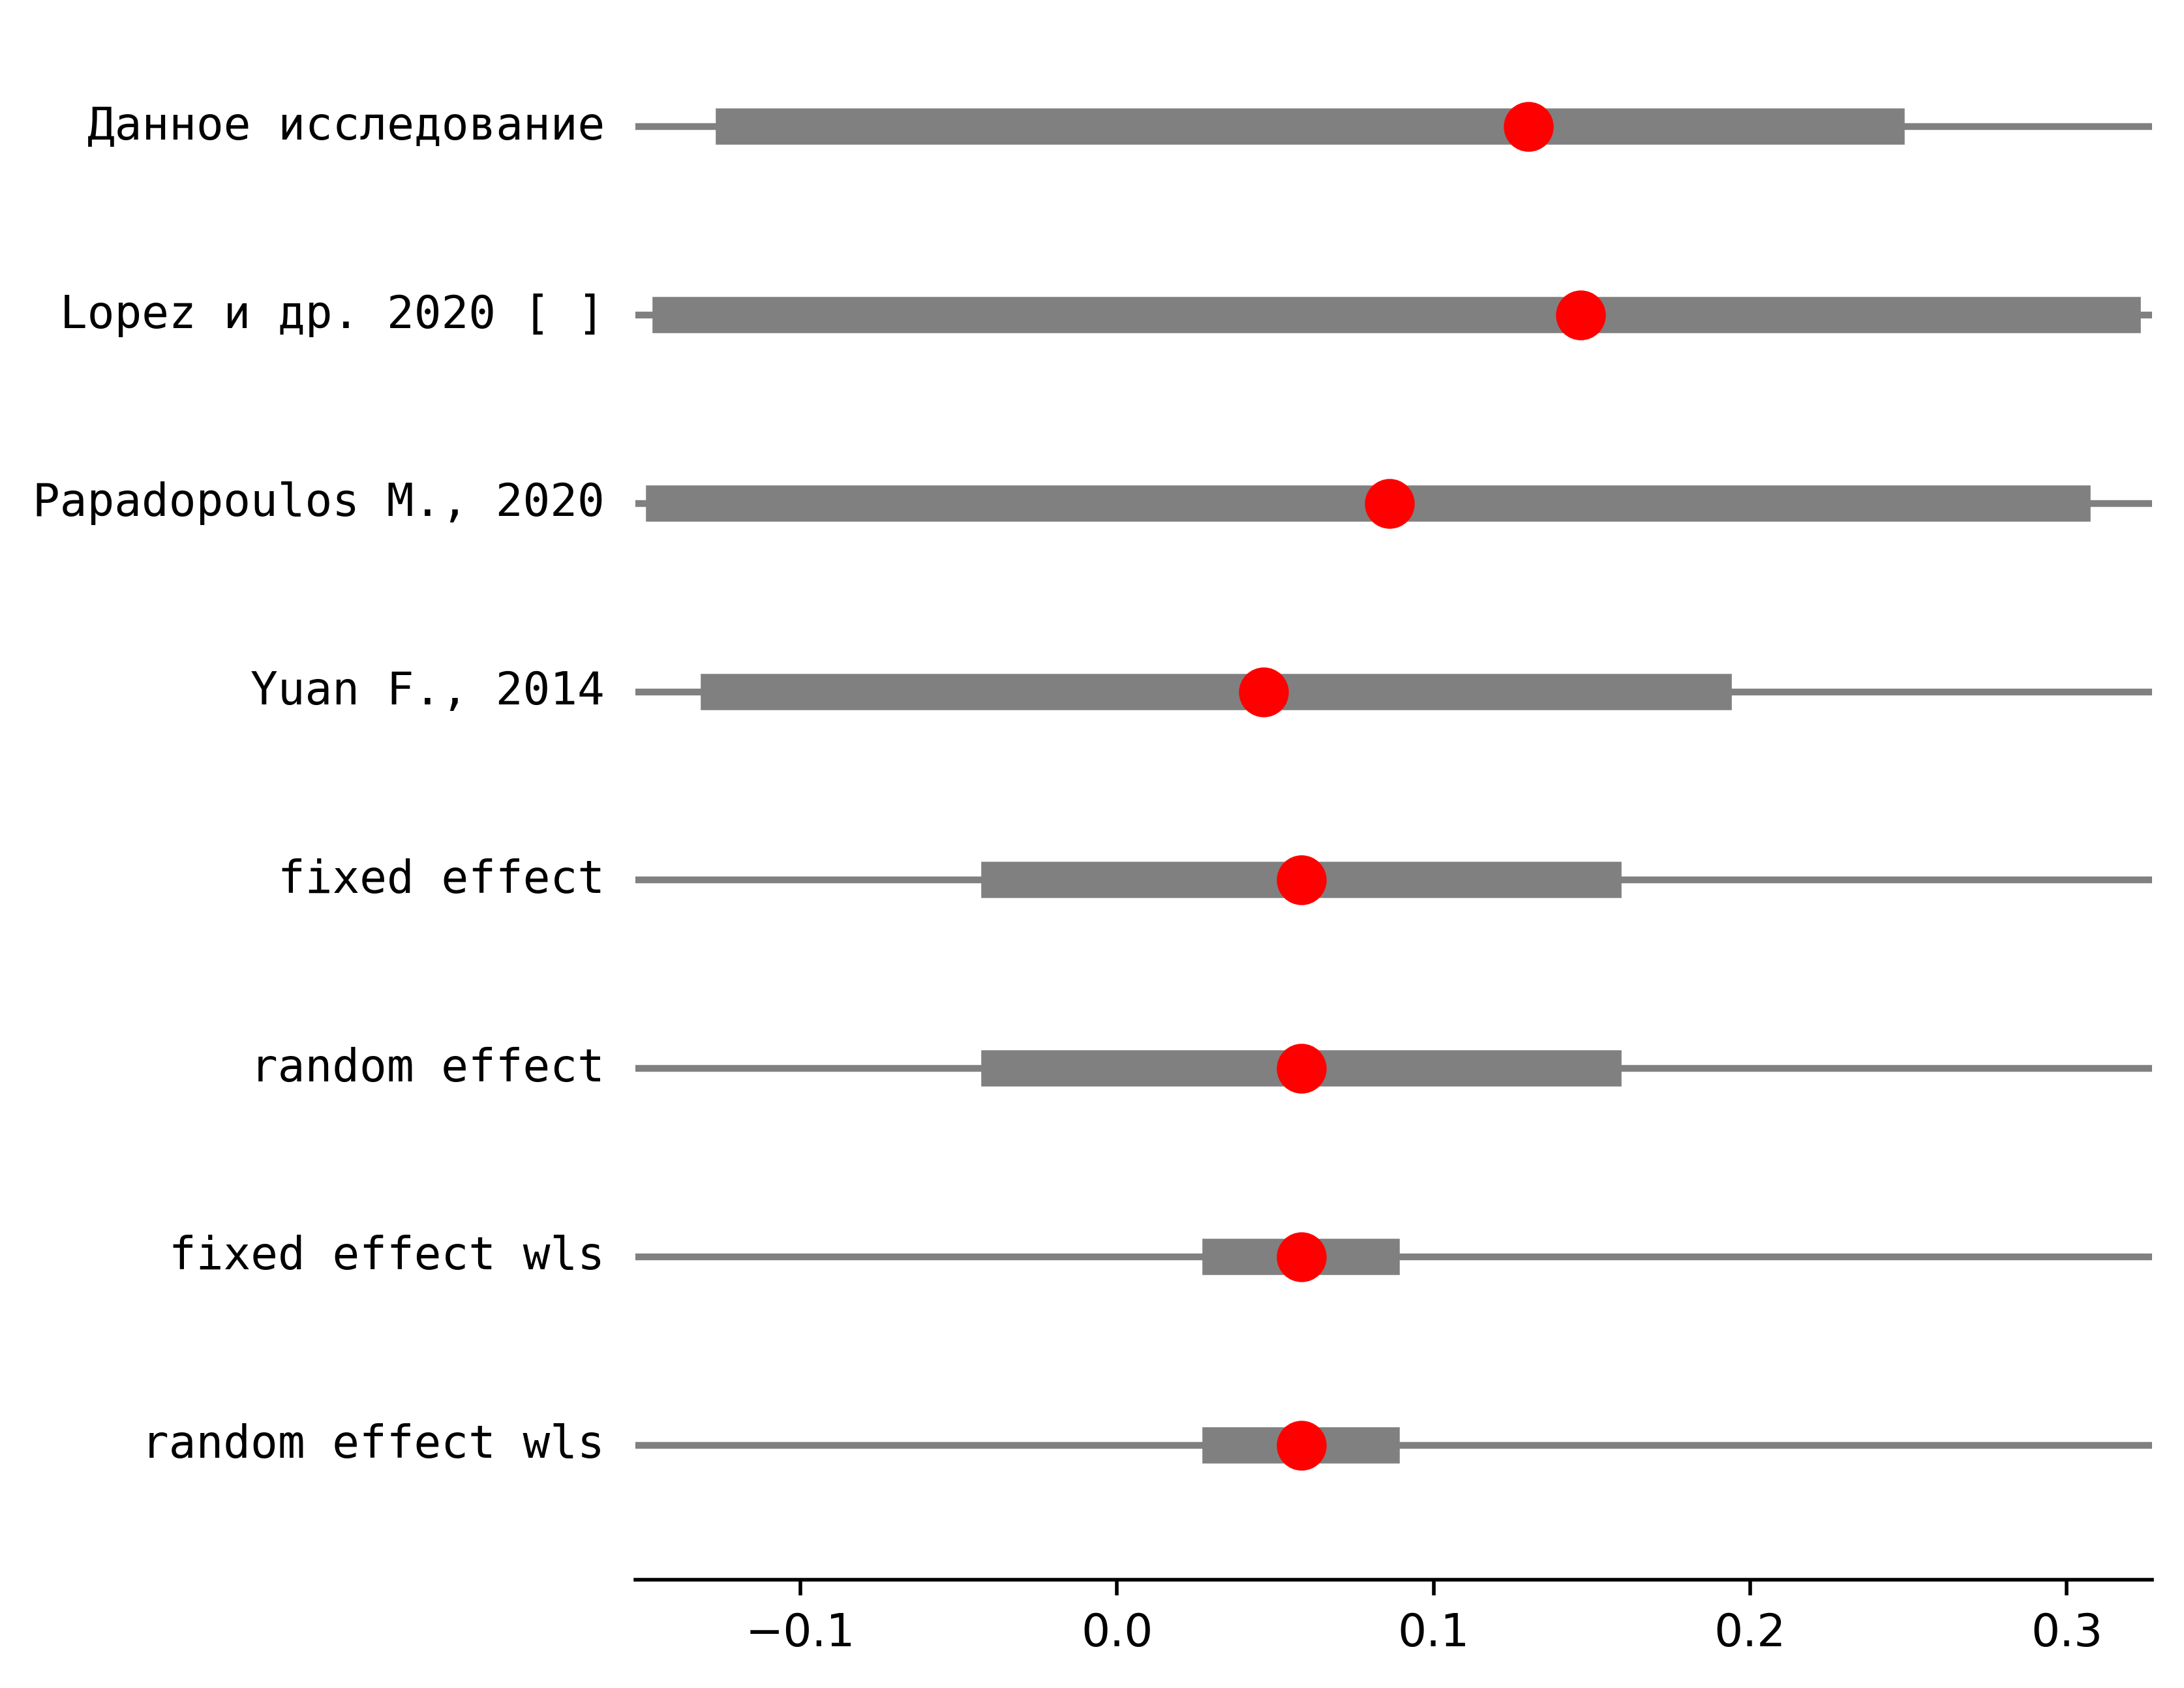 Данное исследование
Lopez и др. 2020 [ ]
Papadopoulos M., 2020
Yuan F., 2014
fixed effect
random effect
fixed effect wls
random effect wls
−0.1 0.0 0.1 0.2 0.3